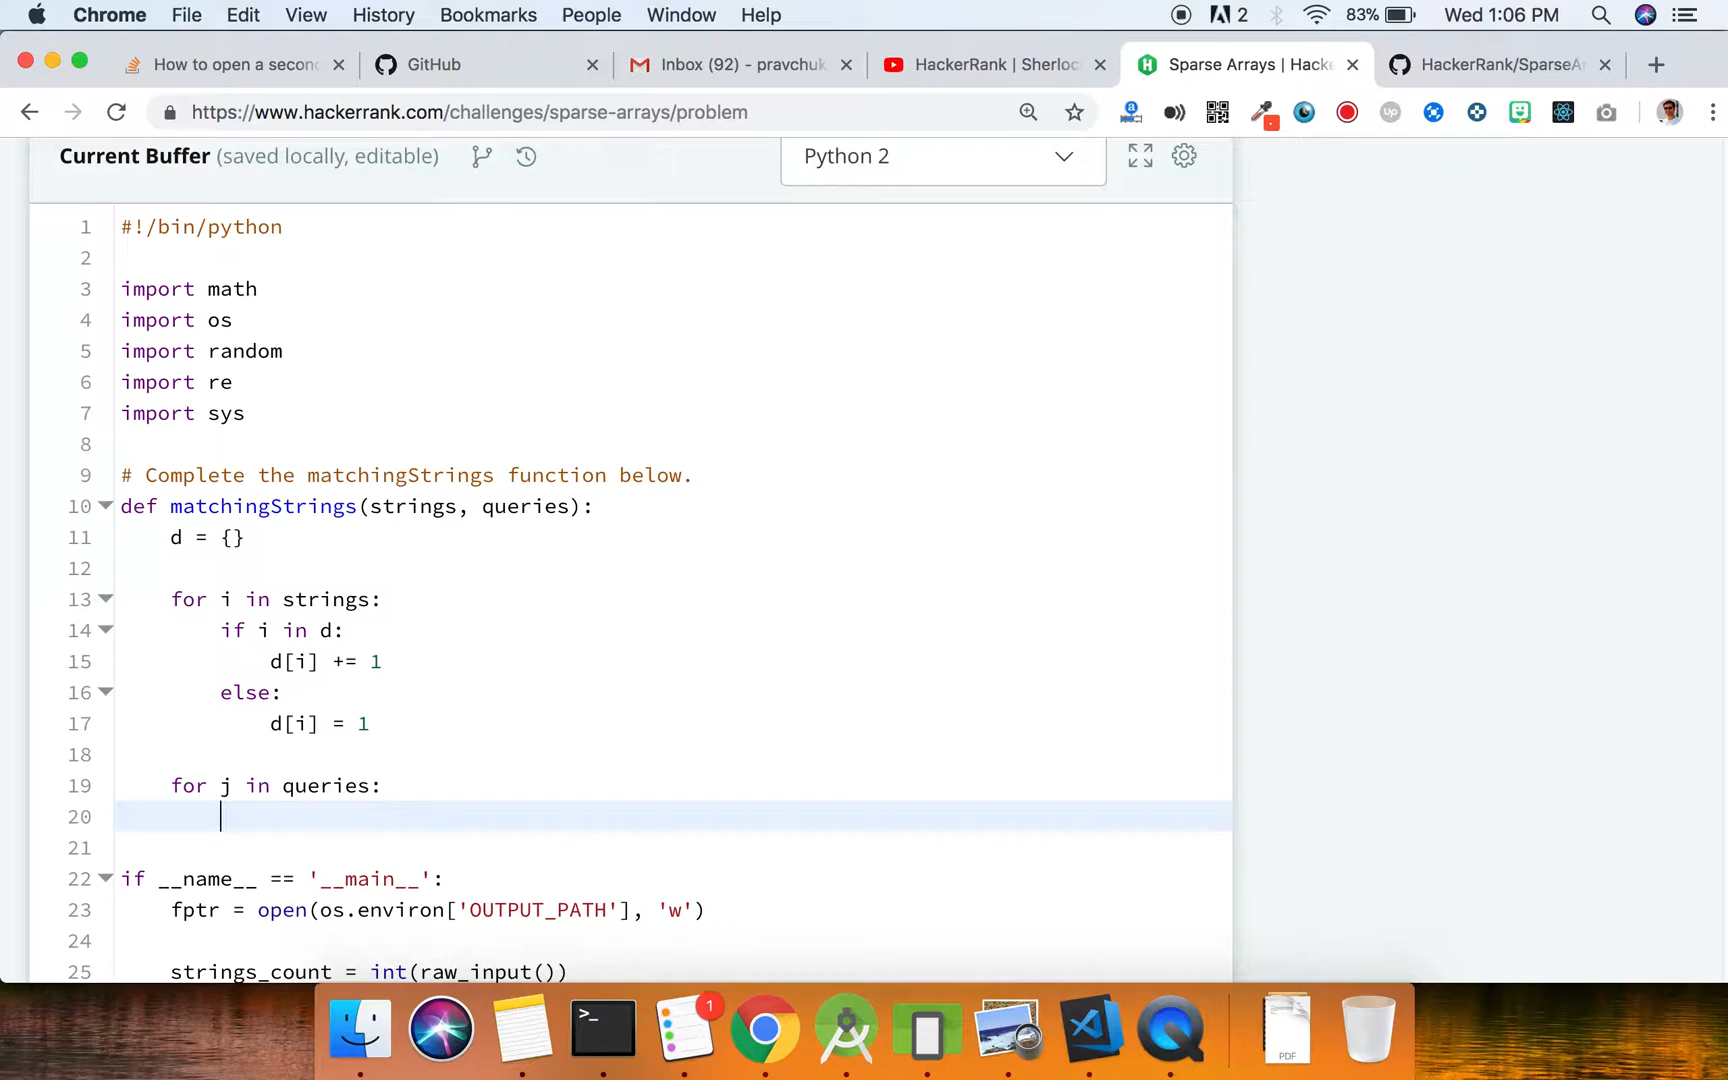 Chrome File Edit View History Bookmarks People Window Help 2 83% Wed 1:06 PM
How to open a secon GitHub Inbox (92) - pravchuk HackerRank | Sherloc Sparse Arrays | Hacke HackerRank/SparseAr
https://www.hackerrank.com/challenges/sparse-arrays/problem
Current Buffer (saved locally, editable) Python 2
1 #!/bin/python
2
3 import math
4 import os
5 import random
6 import re
7 import sys
8
9 # Complete the matchingStrings function below.
10 def matchingStrings(strings, queries):
11 d = {}
12
13 for i in strings:
14 if i in d:
15 d[i] += 1
16 else:
17 d[i] = 1
18
19 for j in queries:
20
21
22 if __name__ == '__main__':
23 fptr = open(os.environ['OUTPUT_PATH'], 'w')
24
25 strings_count = int(raw_input())
>_ 1 PDF